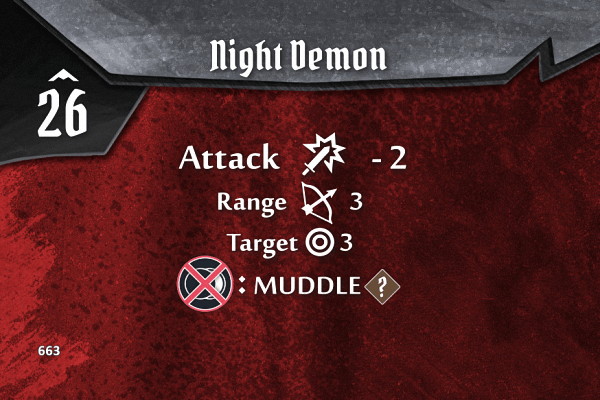 Night Demon
26
Attack - 2
Range 3
Target 3
: MUDDLE ?
663